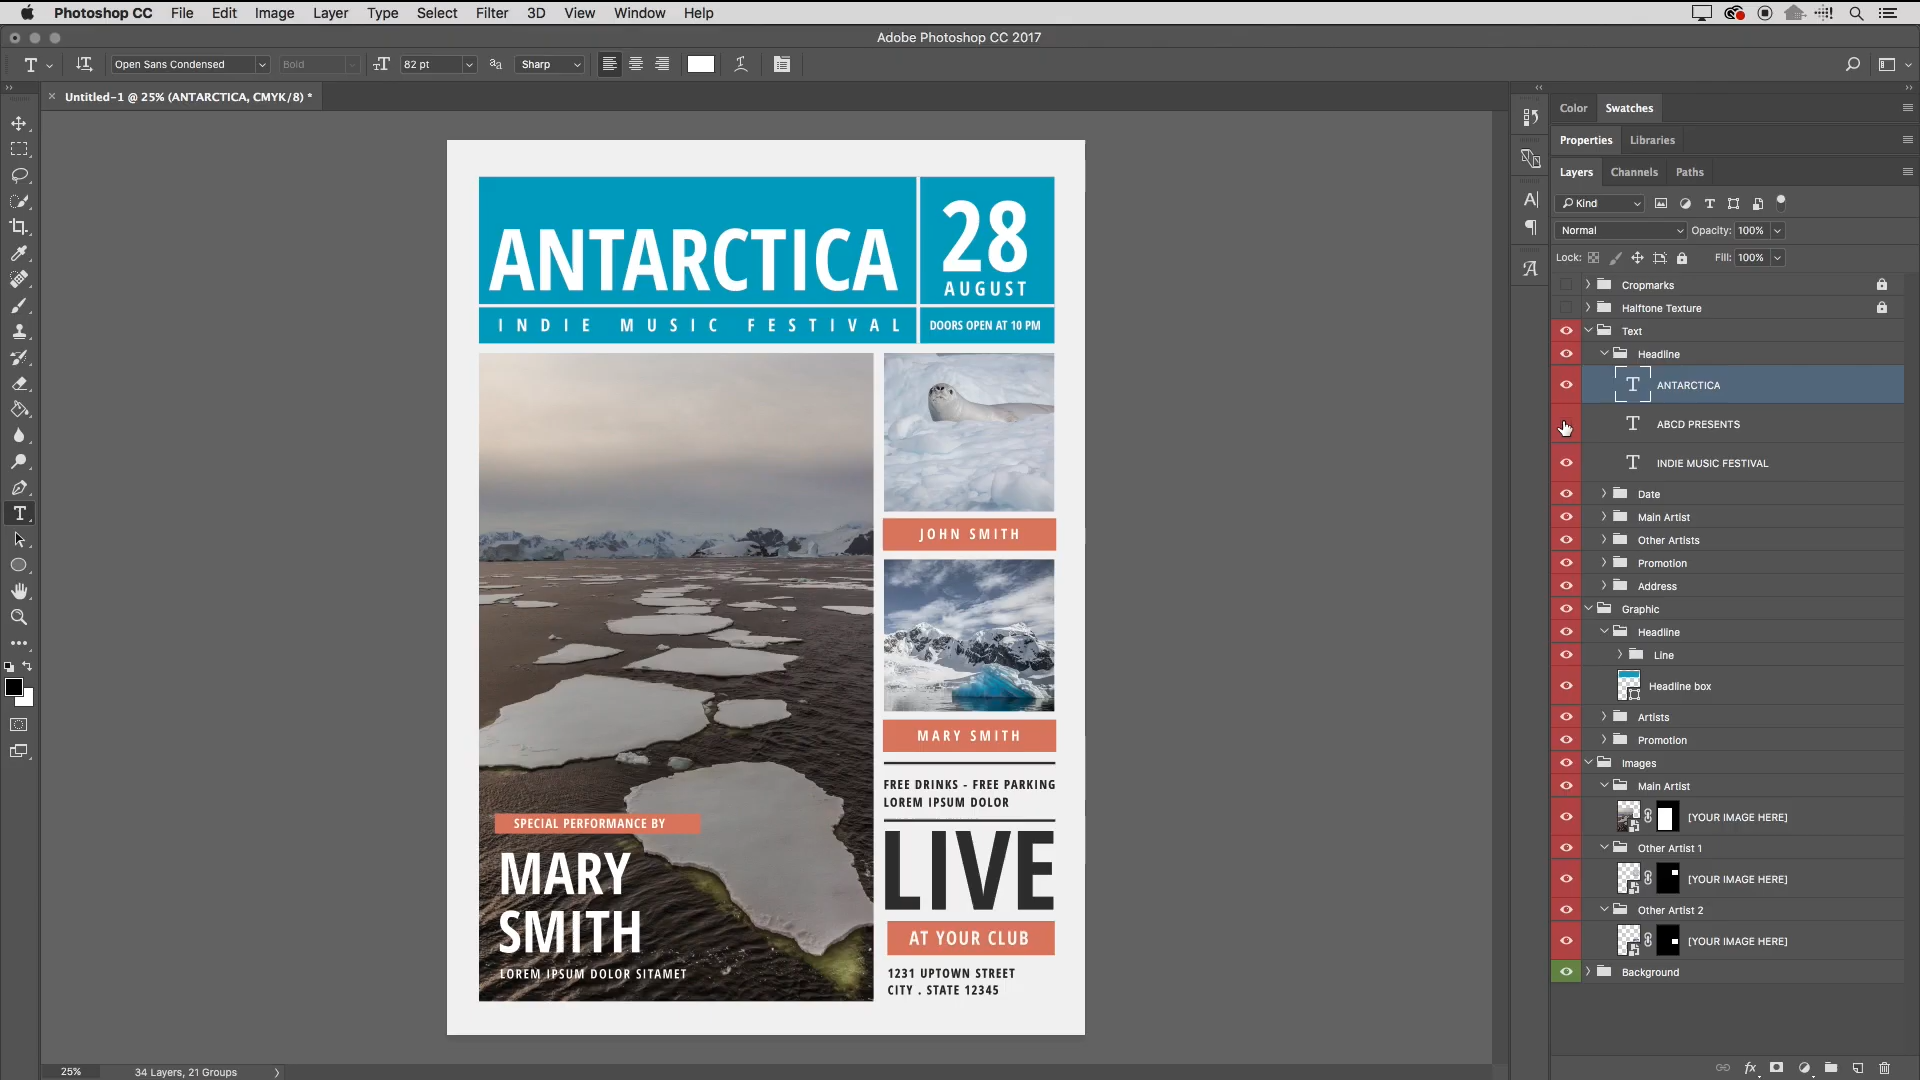 Photoshop CC File Edit Image Layer Type Select Filter 3D View Window Help
Adobe Photoshop CC 2017
Open Sans Condensed Bold 82 pt Sharp
Untitled-1 @ 25% (ANTARCTICA, CMYK/8) *
ANTARCTICA
28
AUGUST
INDIE MUSIC FESTIVAL
DOORS OPEN AT 10 PM
JOHN SMITH
MARY SMITH
FREE DRINKS - FREE PARKING
LOREM IPSUM DOLOR
SPECIAL PERFORMANCE BY
MARY
SMITH
LOREM IPSUM DOLOR SITAMET
LIVE
AT YOUR CLUB
1231 UPTOWN STREET
CITY . STATE 12345
Color Swatches
Properties Libraries
Layers Channels Paths
Kind
Normal Opacity: 100%
Lock: Fill: 100%
Cropmarks
Halftone Texture
Text
Headline
ANTARCTICA
ABCD PRESENTS
INDIE MUSIC FESTIVAL
Date
Main Artist
Other Artists
Promotion
Address
Graphic
Headline
Line
Headline box
Artists
Promotion
Images
Main Artist
[YOUR IMAGE HERE]
Other Artist 1
[YOUR IMAGE HERE]
Other Artist 2
[YOUR IMAGE HERE]
Background
25% 34 Layers, 21 Groups